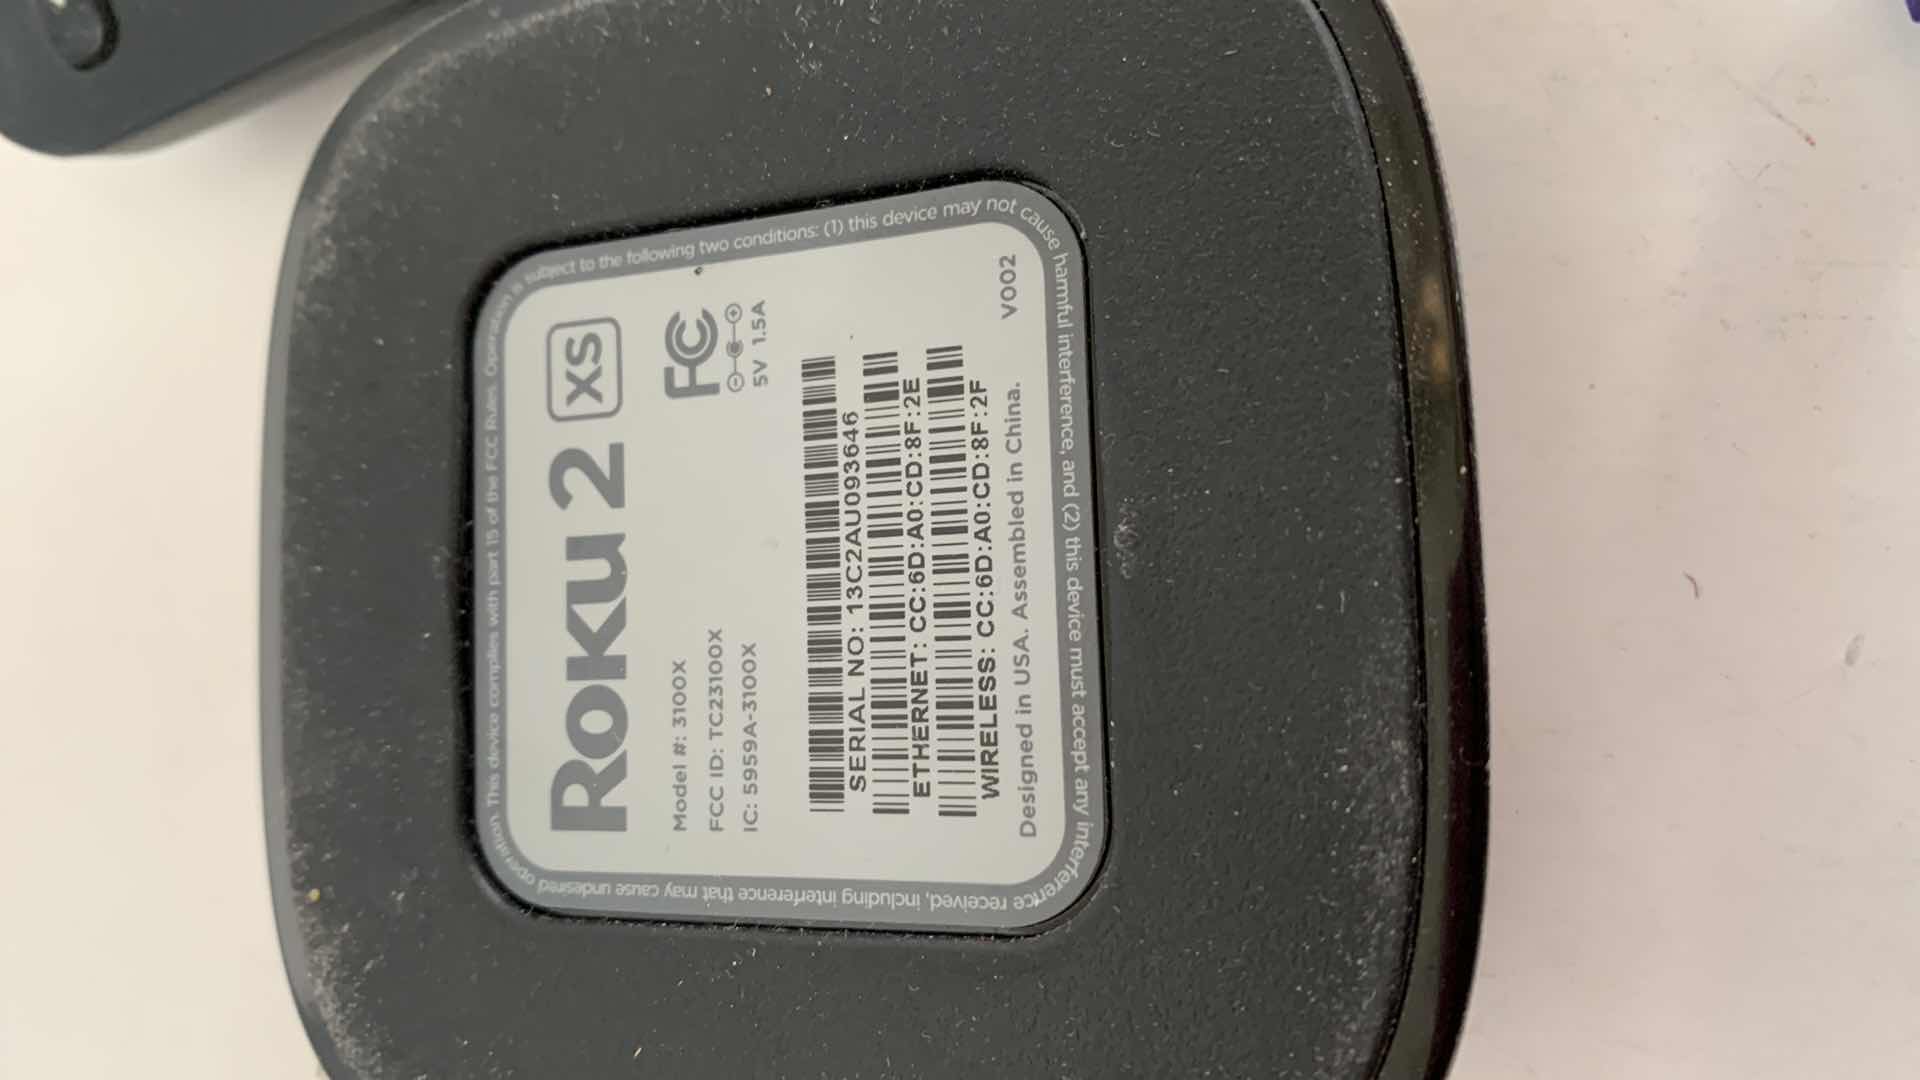 This device complies with part 15 of the FCC Rules. Operation is subject to the following two conditions: (1) this device may not cause harmful interference, and (2) this device must accept any interference received, including interference that may cause undesired operation.
Roku 2 XS
Model #: 3100X
FCC ID: TC23100X
IC: 5959A-3100X
FC
5V 1.5A
SERIAL NO: 13C2AU093646
ETHERNET: CC:6D:A0:CD:8F:2E
WIRELESS: CC:6D:A0:CD:8F:2F
Designed in USA. Assembled in China. V002